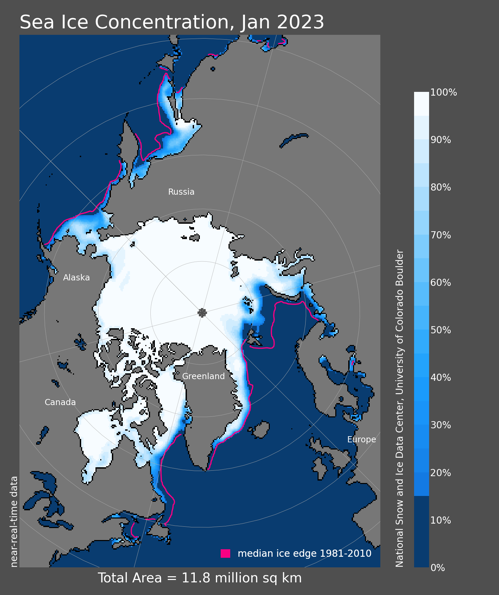 Sea Ice Concentration, Jan 2023
Russia
Alaska
Greenland
Canada
Europe
near-real-time data
median ice edge 1981-2010
Total Area = 11.8 million sq km
100%
90%
80%
70%
60%
50%
40%
30%
20%
10%
0%
National Snow and Ice Data Center, University of Colorado Boulder